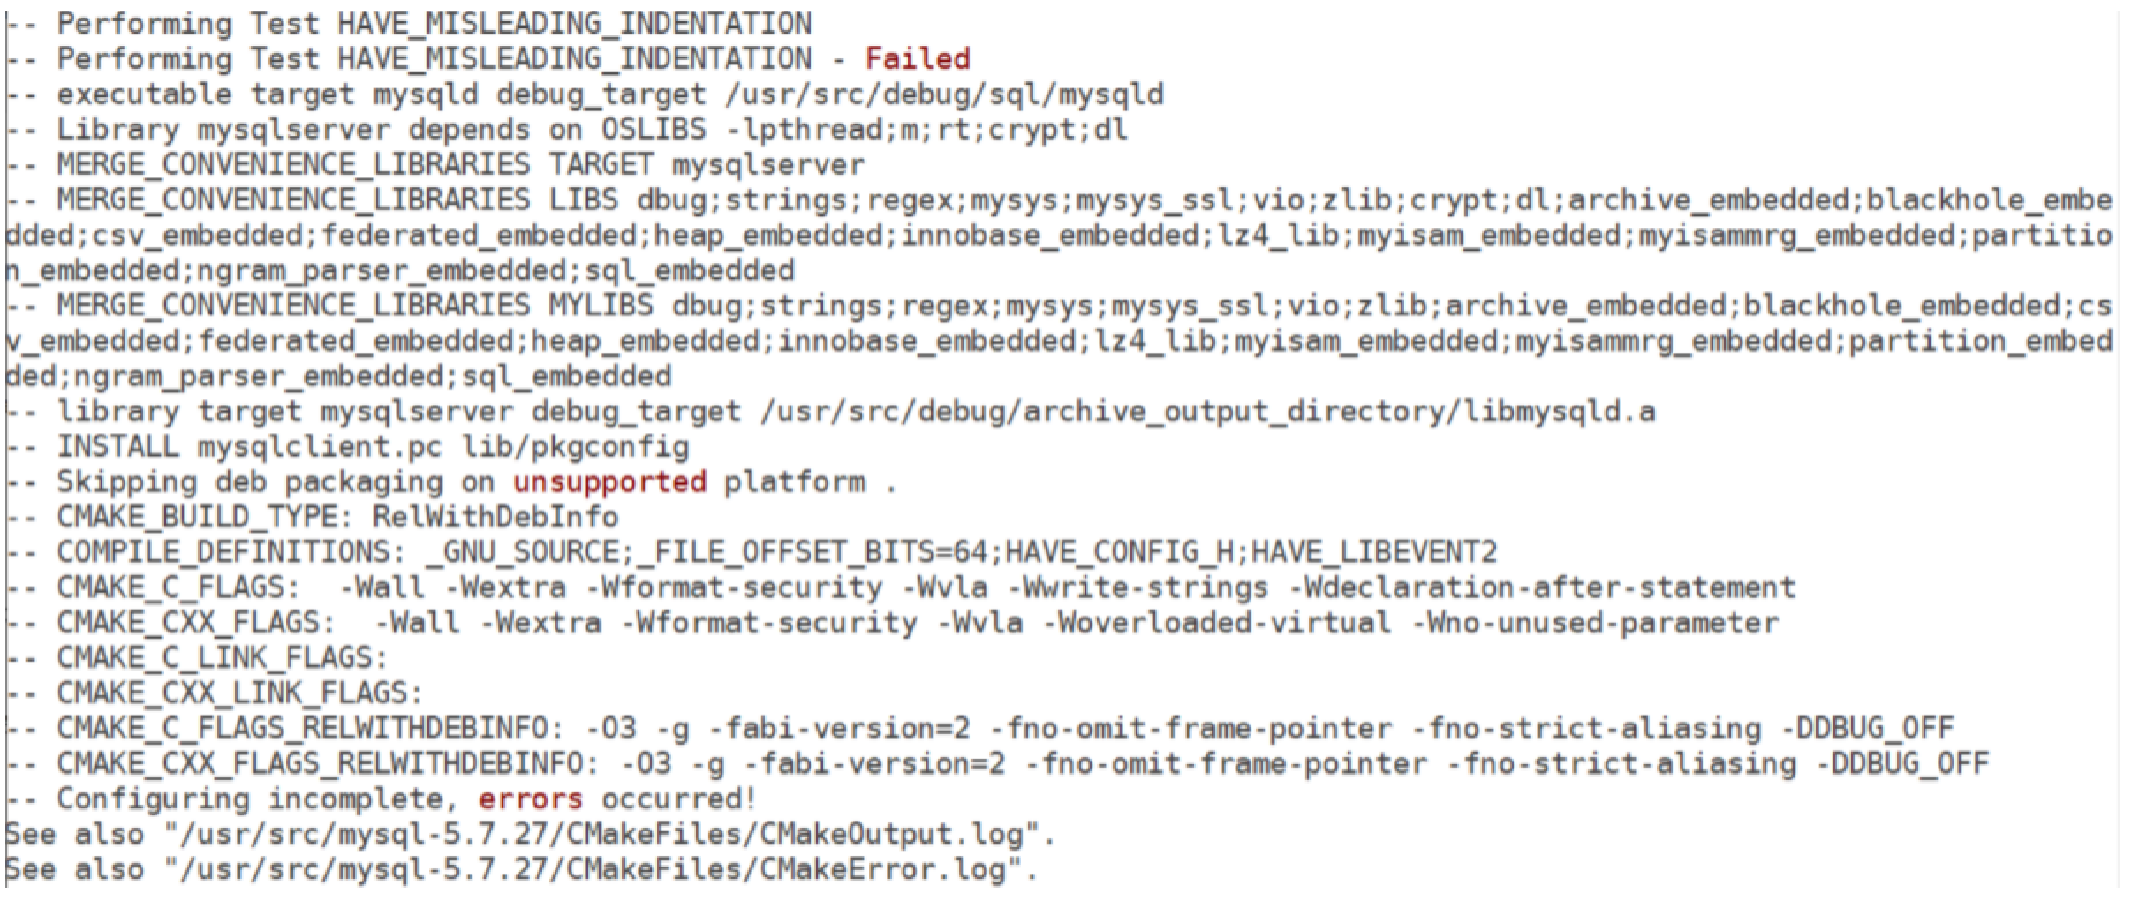 -- Performing Test HAVE_MISLEADING_INDENTATION
-- Performing Test HAVE_MISLEADING_INDENTATION - Failed
-- executable target mysqld debug_target /usr/src/debug/sql/mysqld
-- Library mysqlserver depends on OSLIBS -lpthread;m;rt;crypt;dl
-- MERGE_CONVENIENCE_LIBRARIES TARGET mysqlserver
-- MERGE_CONVENIENCE_LIBRARIES LIBS dbug;strings;regex;mysys;mysys_ssl;vio;zlib;crypt;dl;archive_embedded;blackhole_embe
dded;csv_embedded;federated_embedded;heap_embedded;innobase_embedded;lz4_lib;myisam_embedded;myisammrg_embedded;partitio
n_embedded;ngram_parser_embedded;sql_embedded
-- MERGE_CONVENIENCE_LIBRARIES MYLIBS dbug;strings;regex;mysys;mysys_ssl;vio;zlib;archive_embedded;blackhole_embedded;cs
v_embedded;federated_embedded;heap_embedded;innobase_embedded;lz4_lib;myisam_embedded;myisammrg_embedded;partition_embed
ded;ngram_parser_embedded;sql_embedded
-- library target mysqlserver debug_target /usr/src/debug/archive_output_directory/libmysqld.a
-- INSTALL mysqlclient.pc lib/pkgconfig
-- Skipping deb packaging on unsupported platform .
-- CMAKE_BUILD_TYPE: RelWithDebInfo
-- COMPILE_DEFINITIONS: _GNU_SOURCE;_FILE_OFFSET_BITS=64;HAVE_CONFIG_H;HAVE_LIBEVENT2
-- CMAKE_C_FLAGS:  -Wall -Wextra -Wformat-security -Wvla -Wwrite-strings -Wdeclaration-after-statement
-- CMAKE_CXX_FLAGS:  -Wall -Wextra -Wformat-security -Wvla -Woverloaded-virtual -Wno-unused-parameter
-- CMAKE_C_LINK_FLAGS:
-- CMAKE_CXX_LINK_FLAGS:
-- CMAKE_C_FLAGS_RELWITHDEBINFO: -O3 -g -fabi-version=2 -fno-omit-frame-pointer -fno-strict-aliasing -DDBUG_OFF
-- CMAKE_CXX_FLAGS_RELWITHDEBINFO: -O3 -g -fabi-version=2 -fno-omit-frame-pointer -fno-strict-aliasing -DDBUG_OFF
-- Configuring incomplete, errors occurred!
See also "/usr/src/mysql-5.7.27/CMakeFiles/CMakeOutput.log".
See also "/usr/src/mysql-5.7.27/CMakeFiles/CMakeError.log".